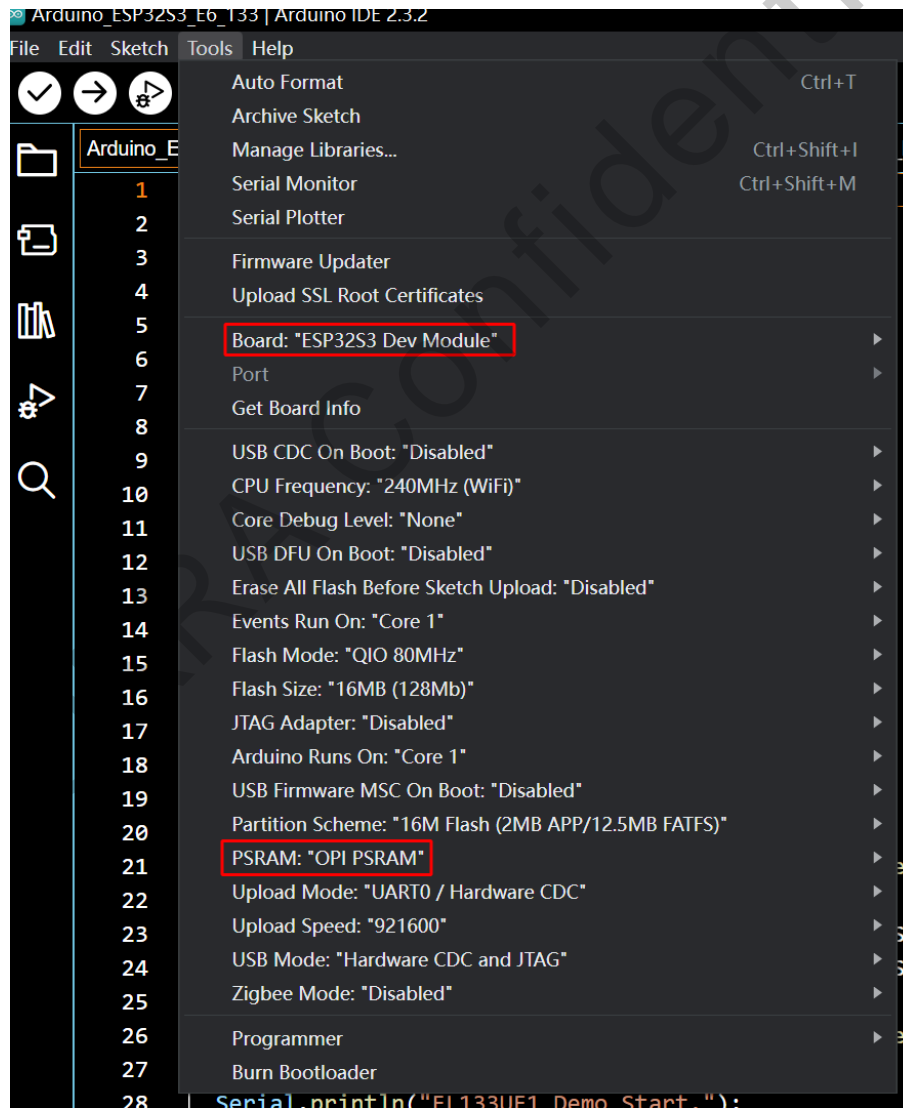 Arduino_ESP32S3_E6_133 | Arduino IDE 2.3.2
File Edit Sketch Tools Help
Auto Format Ctrl+T
Archive Sketch
Arduino_E
Manage Libraries... Ctrl+Shift+I
1 Serial Monitor Ctrl+Shift+M
2 Serial Plotter
3 Firmware Updater
4 Upload SSL Root Certificates
5 Board: "ESP32S3 Dev Module"
6 Port
7 Get Board Info
8
9 USB CDC On Boot: "Disabled"
10 CPU Frequency: "240MHz (WiFi)"
11 Core Debug Level: "None"
12 USB DFU On Boot: "Disabled"
13 Erase All Flash Before Sketch Upload: "Disabled"
14 Events Run On: "Core 1"
15 Flash Mode: "QIO 80MHz"
16 Flash Size: "16MB (128Mb)"
17 JTAG Adapter: "Disabled"
18 Arduino Runs On: "Core 1"
19 USB Firmware MSC On Boot: "Disabled"
20 Partition Scheme: "16M Flash (2MB APP/12.5MB FATFS)"
21 PSRAM: "OPI PSRAM"
22 Upload Mode: "UART0 / Hardware CDC"
23 Upload Speed: "921600"
24 USB Mode: "Hardware CDC and JTAG"
25 Zigbee Mode: "Disabled"
26 Programmer
27 Burn Bootloader
28 Serial.println("EL133UF1 Demo Start.");
RA Confident